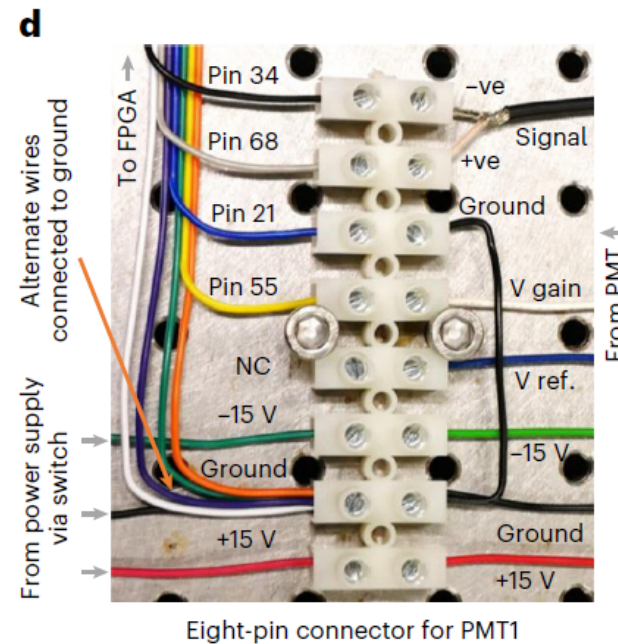 d
Pin 34
–ve
To FPGA
Signal
Pin 68
+ve
Alternate wires
connected to ground
Pin 21
Ground
From PMT
Pin 55
V gain
NC
V ref.
–15 V
–15 V
Ground
From power supply
via switch
+15 V
Ground
+15 V
Eight-pin connector for PMT1